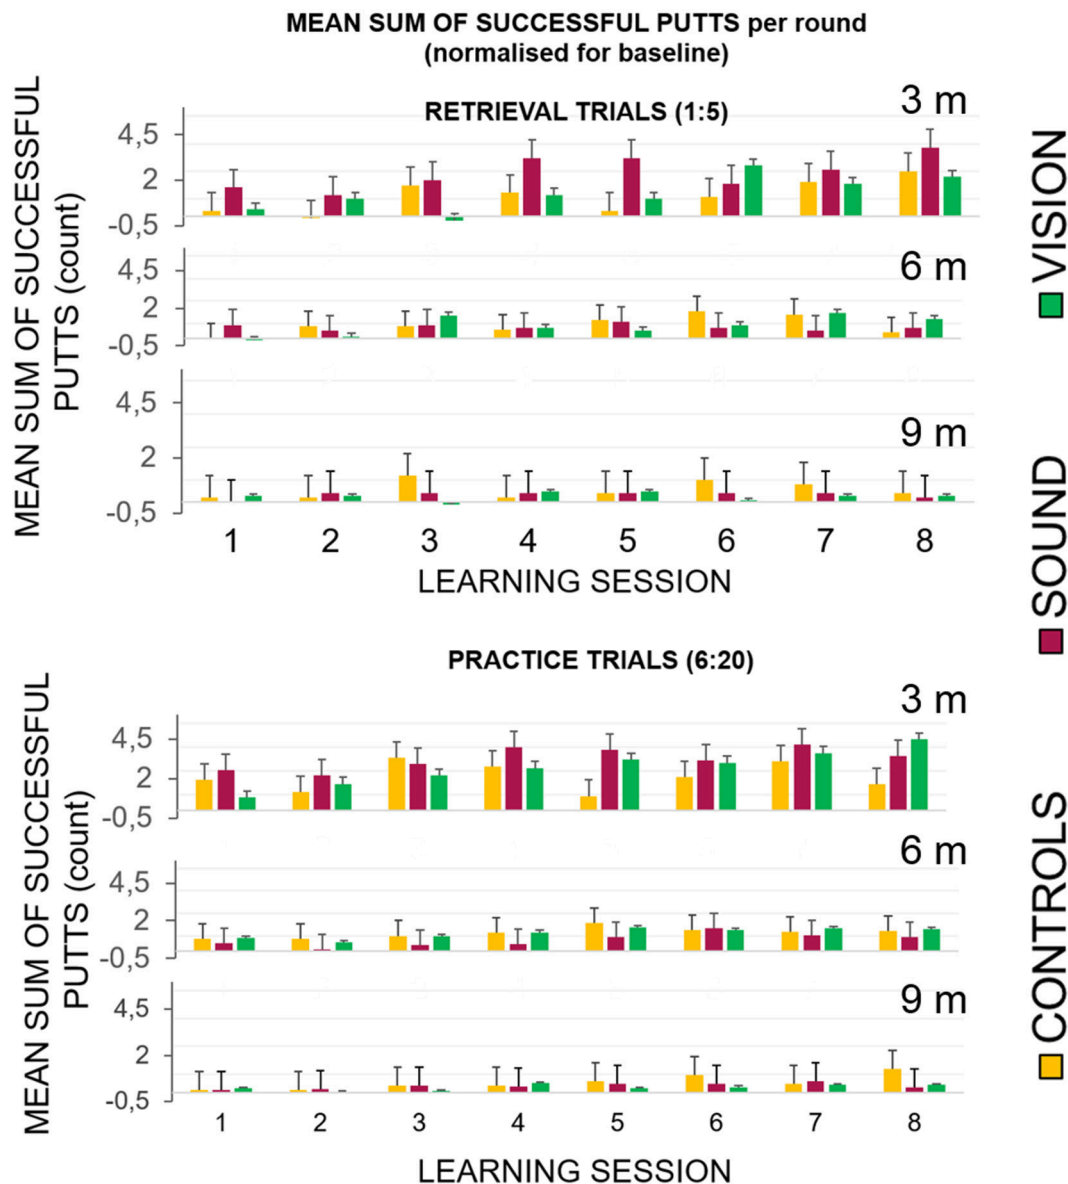 MEAN SUM OF SUCCESSFUL PUTTS per round
(normalised for baseline)
RETRIEVAL TRIALS (1:5)
3 m
4,5
2
-0,5
6 m
4,5
2
-0,5
9 m
4,5
2
-0,5
MEAN SUM OF SUCCESSFUL
PUTTS (count)
1 2 3 4 5 6 7 8
LEARNING SESSION
PRACTICE TRIALS (6:20)
3 m
4,5
2
-0,5
6 m
4,5
2
-0,5
9 m
4,5
2
-0,5
MEAN SUM OF SUCCESSFUL
PUTTS (count)
1 2 3 4 5 6 7 8
LEARNING SESSION
VISION
SOUND
CONTROLS